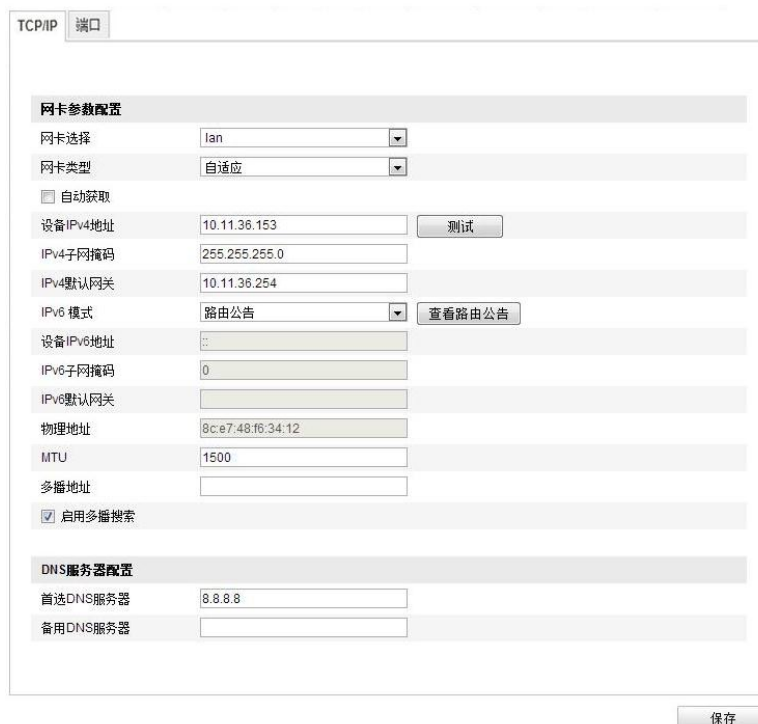 TCP/IP 端口
网卡参数配置
网卡选择 lan
网卡类型 自适应
自动获取
设备IPv4地址 10.11.36.153 测试
IPv4子网掩码 255.255.255.0
IPv4默认网关 10.11.36.254
IPv6 模式 路由公告 查看路由公告
设备IPv6地址 ::
IPv6子网掩码 0
IPv6默认网关
物理地址 8c:e7:48:f6:34:12
MTU 1500
多播地址
启用多播搜索
DNS服务器配置
首选DNS服务器 8.8.8.8
备用DNS服务器
保存